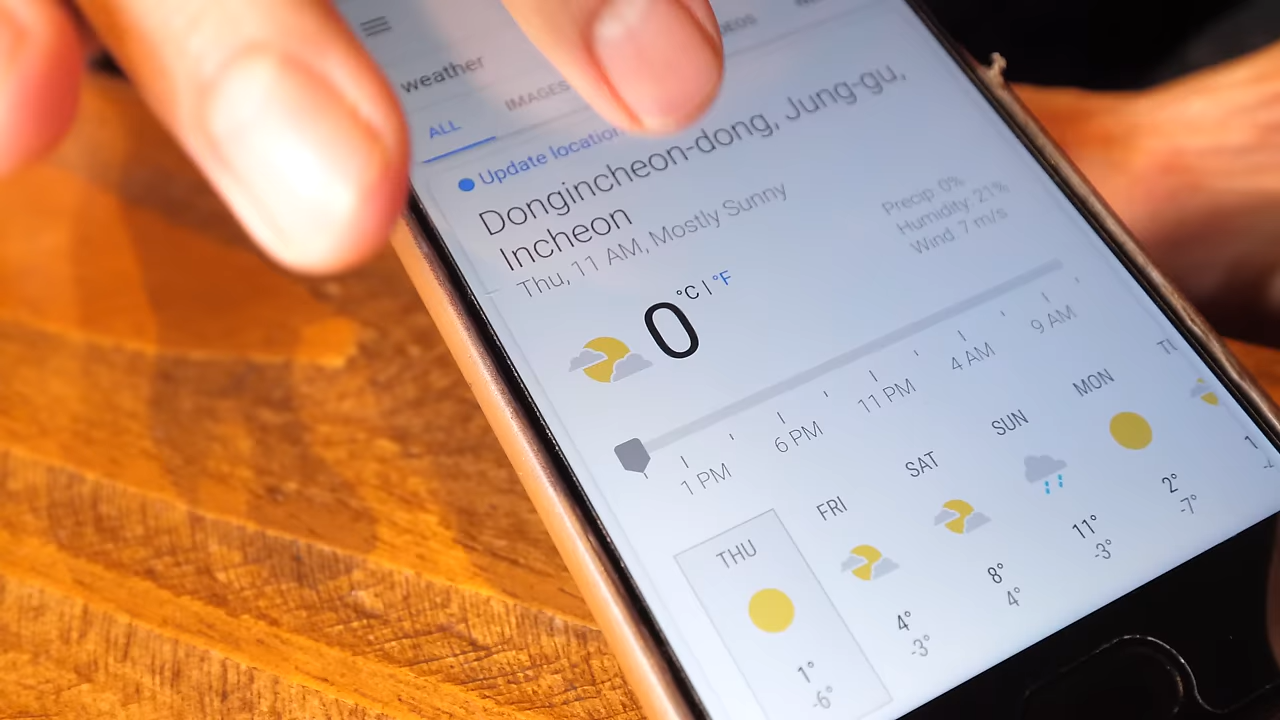 weather
ALL IMAGES
Update location
Dongincheon-dong, Jung-gu,
Incheon
Thu, 11 AM, Mostly Sunny
Precip: 0%
Humidity: 21%
Wind: 7 m/s
0 °C | °F
1 PM 6 PM 11 PM 4 AM 9 AM
THU FRI SAT SUN MON
1° 4° 8° 11° 2°
-6° -3° 4° -3° -7°